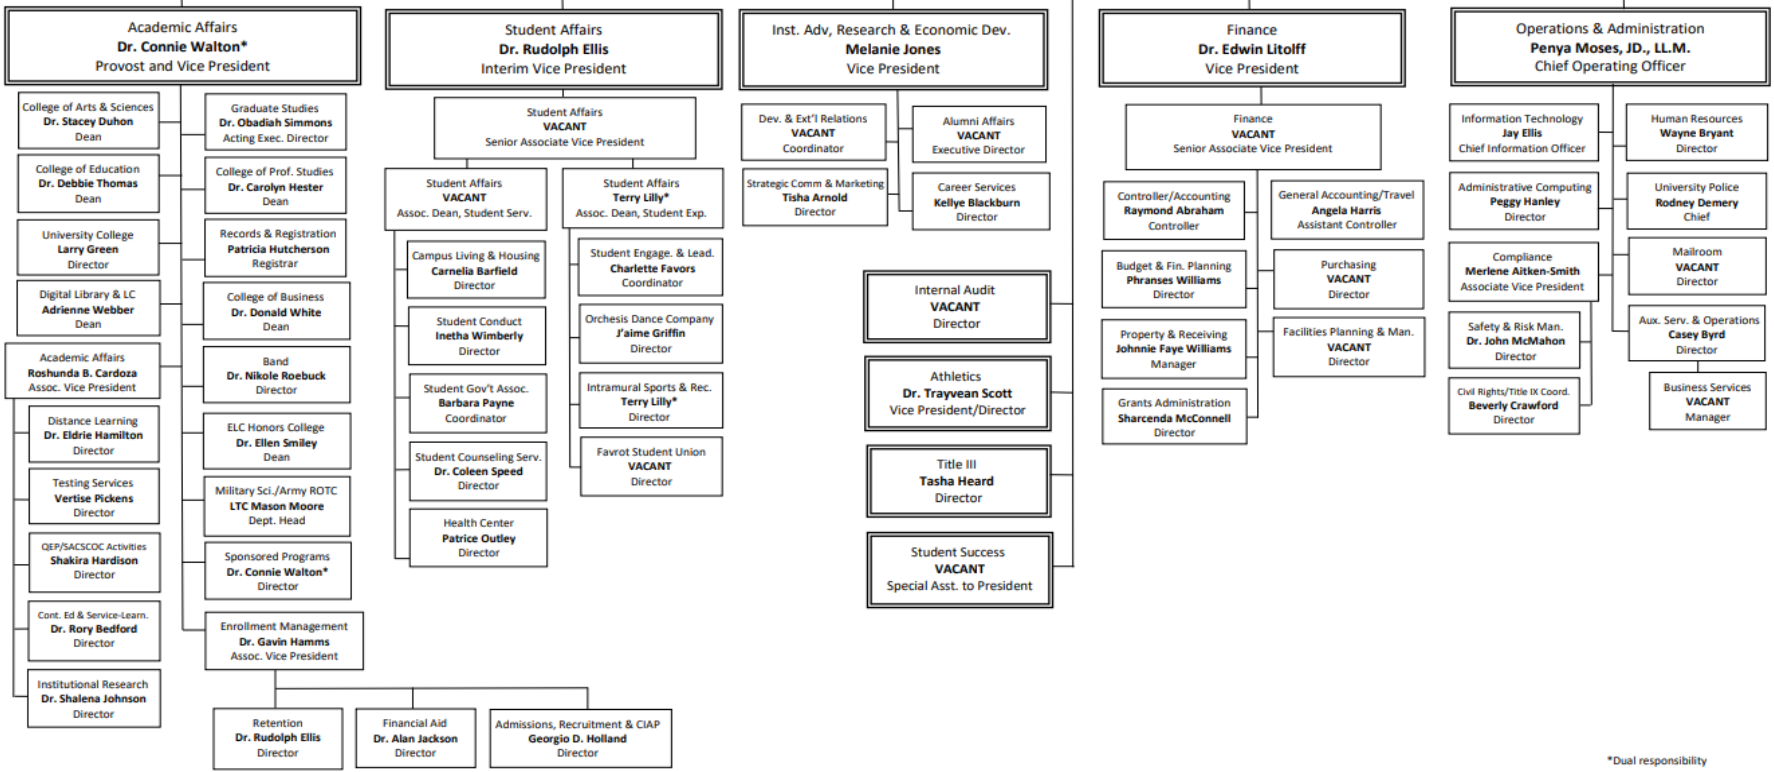 Academic Affairs
Dr. Connie Walton*
Provost and Vice President
College of Arts & Sciences
Dr. Stacey Duhon
Dean
College of Education
Dr. Debbie Thomas
Dean
University College
Larry Green
Director
Digital Library & LC
Adrienne Webber
Dean
Academic Affairs
Roshunda B. Cardoza
Assoc. Vice President
Distance Learning
Dr. Eldrie Hamilton
Director
Testing Services
Vertise Pickens
Director
QEP/SACSCOC Activities
Shakira Hardison
Director
Cont. Ed & Service-Learn.
Dr. Rory Bedford
Director
Institutional Research
Dr. Shalena Johnson
Director
Graduate Studies
Dr. Obadiah Simmons
Acting Exec. Director
College of Prof. Studies
Dr. Carolyn Hester
Dean
Records & Registration
Patricia Hutcherson
Registrar
College of Business
Dr. Donald White
Dean
Band
Dr. Nikole Roebuck
Director
ELC Honors College
Dr. Ellen Smiley
Dean
Military Sci./Army ROTC
LTC Mason Moore
Dept. Head
Sponsored Programs
Dr. Connie Walton*
Director
Enrollment Management
Dr. Gavin Hamms
Assoc. Vice President
Retention
Dr. Rudolph Ellis
Director
Financial Aid
Dr. Alan Jackson
Director
Admissions, Recruitment & CIAP
Georgio D. Holland
Director
Student Affairs
Dr. Rudolph Ellis
Interim Vice President
Student Affairs
VACANT
Senior Associate Vice President
Student Affairs
VACANT
Assoc. Dean, Student Serv.
Campus Living & Housing
Carnelia Barfield
Director
Student Conduct
Inetha Wimberly
Director
Student Gov't Assoc.
Barbara Payne
Coordinator
Student Counseling Serv.
Dr. Coleen Speed
Director
Health Center
Patrice Outley
Director
Student Affairs
Terry Lilly*
Assoc. Dean, Student Exp.
Student Engage. & Lead.
Charlette Favors
Coordinator
Orchesis Dance Company
J'aime Griffin
Director
Intramural Sports & Rec.
Terry Lilly*
Director
Favrot Student Union
VACANT
Director
Inst. Adv, Research & Economic Dev.
Melanie Jones
Vice President
Dev. & Ext'l Relations
VACANT
Coordinator
Strategic Comm & Marketing
Tisha Arnold
Director
Alumni Affairs
VACANT
Executive Director
Career Services
Kellye Blackburn
Director
Internal Audit
VACANT
Director
Athletics
Dr. Trayvean Scott
Vice President/Director
Title III
Tasha Heard
Director
Student Success
VACANT
Special Asst. to President
Finance
Dr. Edwin Litolff
Vice President
Finance
VACANT
Senior Associate Vice President
Controller/Accounting
Raymond Abraham
Controller
Budget & Fin. Planning
Phranses Williams
Director
Property & Receiving
Johnnie Faye Williams
Manager
Grants Administration
Sharcenda McConnell
Director
General Accounting/Travel
Angela Harris
Assistant Controller
Purchasing
VACANT
Director
Facilities Planning & Man.
VACANT
Director
Operations & Administration
Penya Moses, JD., LL.M.
Chief Operating Officer
Information Technology
Jay Ellis
Chief Information Officer
Administrative Computing
Peggy Hanley
Director
Compliance
Merlene Aitken-Smith
Associate Vice President
Safety & Risk Man.
Dr. John McMahon
Director
Civil Rights/Title IX Coord.
Beverly Crawford
Director
Human Resources
Wayne Bryant
Director
University Police
Rodney Demery
Chief
Mailroom
VACANT
Director
Aux. Serv. & Operations
Casey Byrd
Director
Business Services
VACANT
Manager
*Dual responsibility